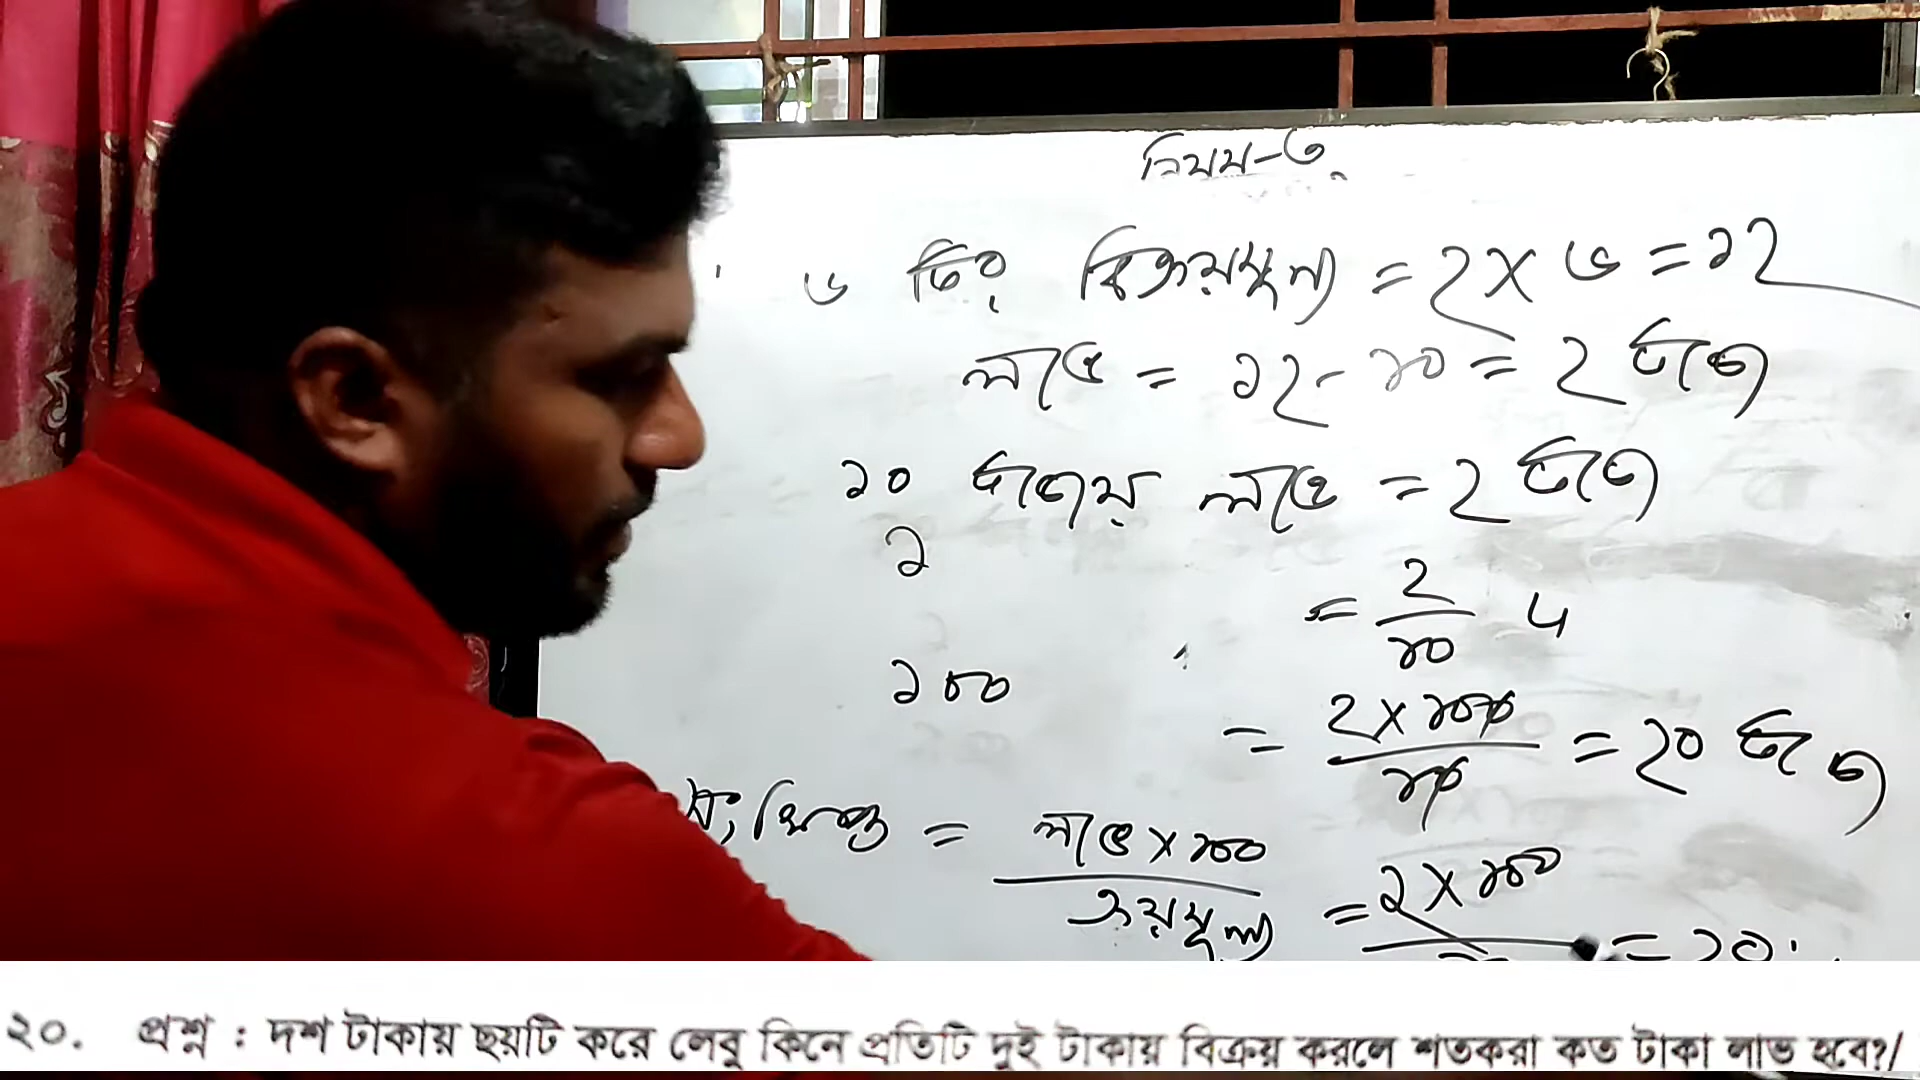 নিয়ম-৩
৬ টির বিক্রয়মূল্য = ২ × ৬ = ১২
লাভ = ১২ - ১০ = ২ টাকা
১০ টাকায় লাভ = ২ টাকা
১
= ২/১০ "
১০০
= ২ × ১০০/১০ = ২০ টাকা
সংক্ষিপ্ত = লাভ × ১০০/ক্রয়মূল্য = ২ × ১০০
২০. প্রশ্ন : দশ টাকায় ছয়টি করে লেবু কিনে প্রতিটি দুই টাকায় বিক্রয় করলে শতকরা কত টাকা লাভ হবে?/